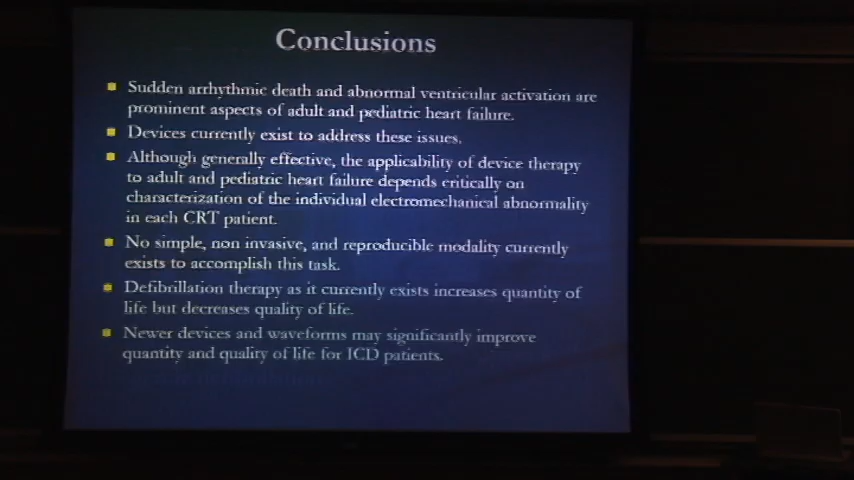 Conclusions
Sudden arrhythmic death and abnormal ventricular activation are
prominent aspects of adult and pediatric heart failure.
Devices currently exist to address these issues.
Although generally effective, the applicability of device therapy
to adult and pediatric heart failure depends critically on
characterization of the individual electromechanical abnormality
in each CRT patient.
No simple, non invasive, and reproducible modality currently
exists to accomplish this task.
Defibrillation therapy as it currently exists increases quantity of
life but decreases quality of life.
Newer devices and waveforms may significantly improve
quantity and quality of life for ICD patients.